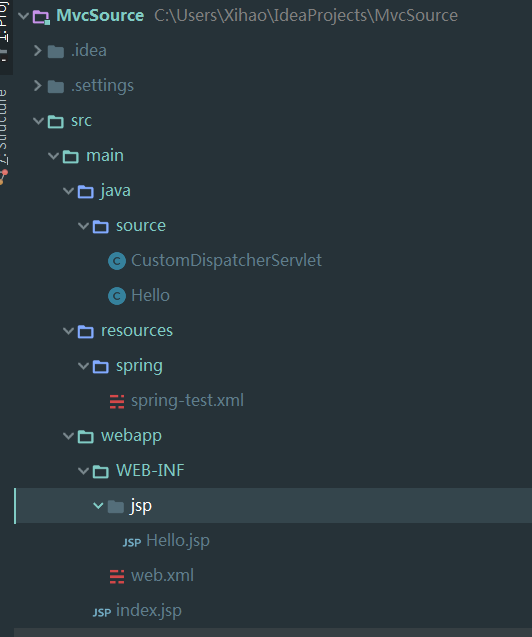 MvcSource C:\Users\Xihao\IdeaProjects\MvcSource
.idea
.settings
src
main
java
source
CustomDispatcherServlet
Hello
resources
spring
spring-test.xml
webapp
WEB-INF
jsp
JSP Hello.jsp
web.xml
JSP index.jsp
1: Proj
7: Structure